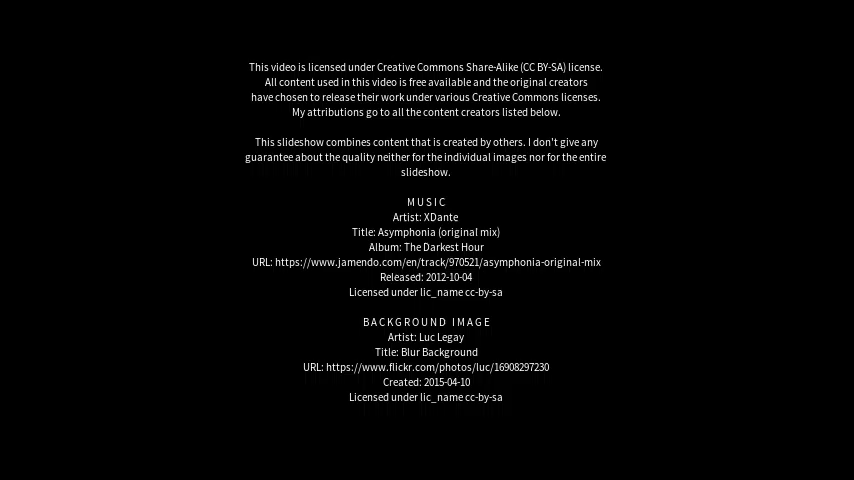 This video is licensed under Creative Commons Share-Alike (CC BY-SA) license.
All content used in this video is free available and the original creators
have chosen to release their work under various Creative Commons licenses.
My attributions go to all the content creators listed below.
This slideshow combines content that is created by others. I don't give any
guarantee about the quality neither for the individual images nor for the entire
slideshow.
MUSIC
Artist: XDante
Title: Asymphonia (original mix)
Album: The Darkest Hour
URL: https://www.jamendo.com/en/track/970521/asymphonia-original-mix
Released: 2012-10-04
Licensed under lic_name cc-by-sa
BACKGROUND IMAGE
Artist: Luc Legay
Title: Blur Background
URL: https://www.flickr.com/photos/luc/16908297230
Created: 2015-04-10
Licensed under lic_name cc-by-sa